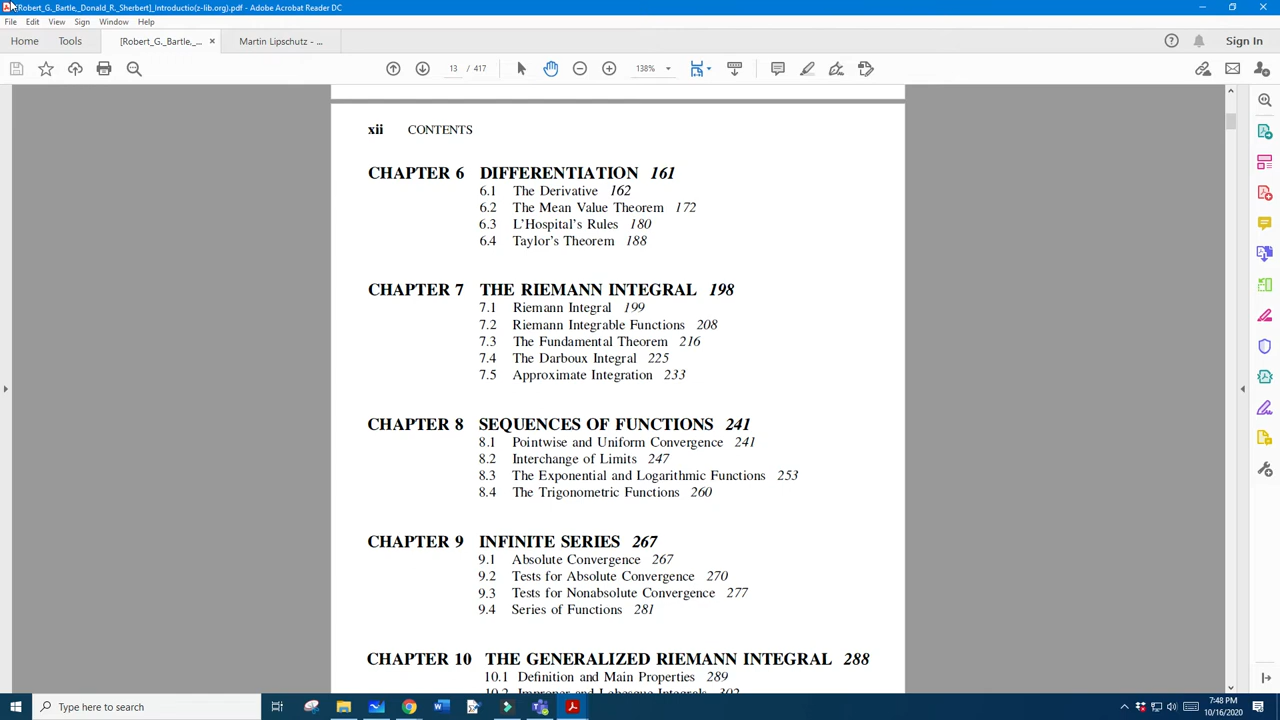 [Robert_G._Bartle_Donald_R._Sherbert]_Introductio(z-lib.org).pdf - Adobe Acrobat Reader DC
File Edit View Sign Window Help
Home Tools [Robert_G._Bartle,_... × Martin Lipschutz - ... Sign In
13 / 417 138%
xii CONTENTS
CHAPTER 6 DIFFERENTIATION 161
6.1 The Derivative 162
6.2 The Mean Value Theorem 172
6.3 L'Hospital's Rules 180
6.4 Taylor's Theorem 188
CHAPTER 7 THE RIEMANN INTEGRAL 198
7.1 Riemann Integral 199
7.2 Riemann Integrable Functions 208
7.3 The Fundamental Theorem 216
7.4 The Darboux Integral 225
7.5 Approximate Integration 233
CHAPTER 8 SEQUENCES OF FUNCTIONS 241
8.1 Pointwise and Uniform Convergence 241
8.2 Interchange of Limits 247
8.3 The Exponential and Logarithmic Functions 253
8.4 The Trigonometric Functions 260
CHAPTER 9 INFINITE SERIES 267
9.1 Absolute Convergence 267
9.2 Tests for Absolute Convergence 270
9.3 Tests for Nonabsolute Convergence 277
9.4 Series of Functions 281
CHAPTER 10 THE GENERALIZED RIEMANN INTEGRAL 288
10.1 Definition and Main Properties 289
10.2 Improper and Lebesgue Integrals 302
Type here to search
7:48 PM
10/16/2020